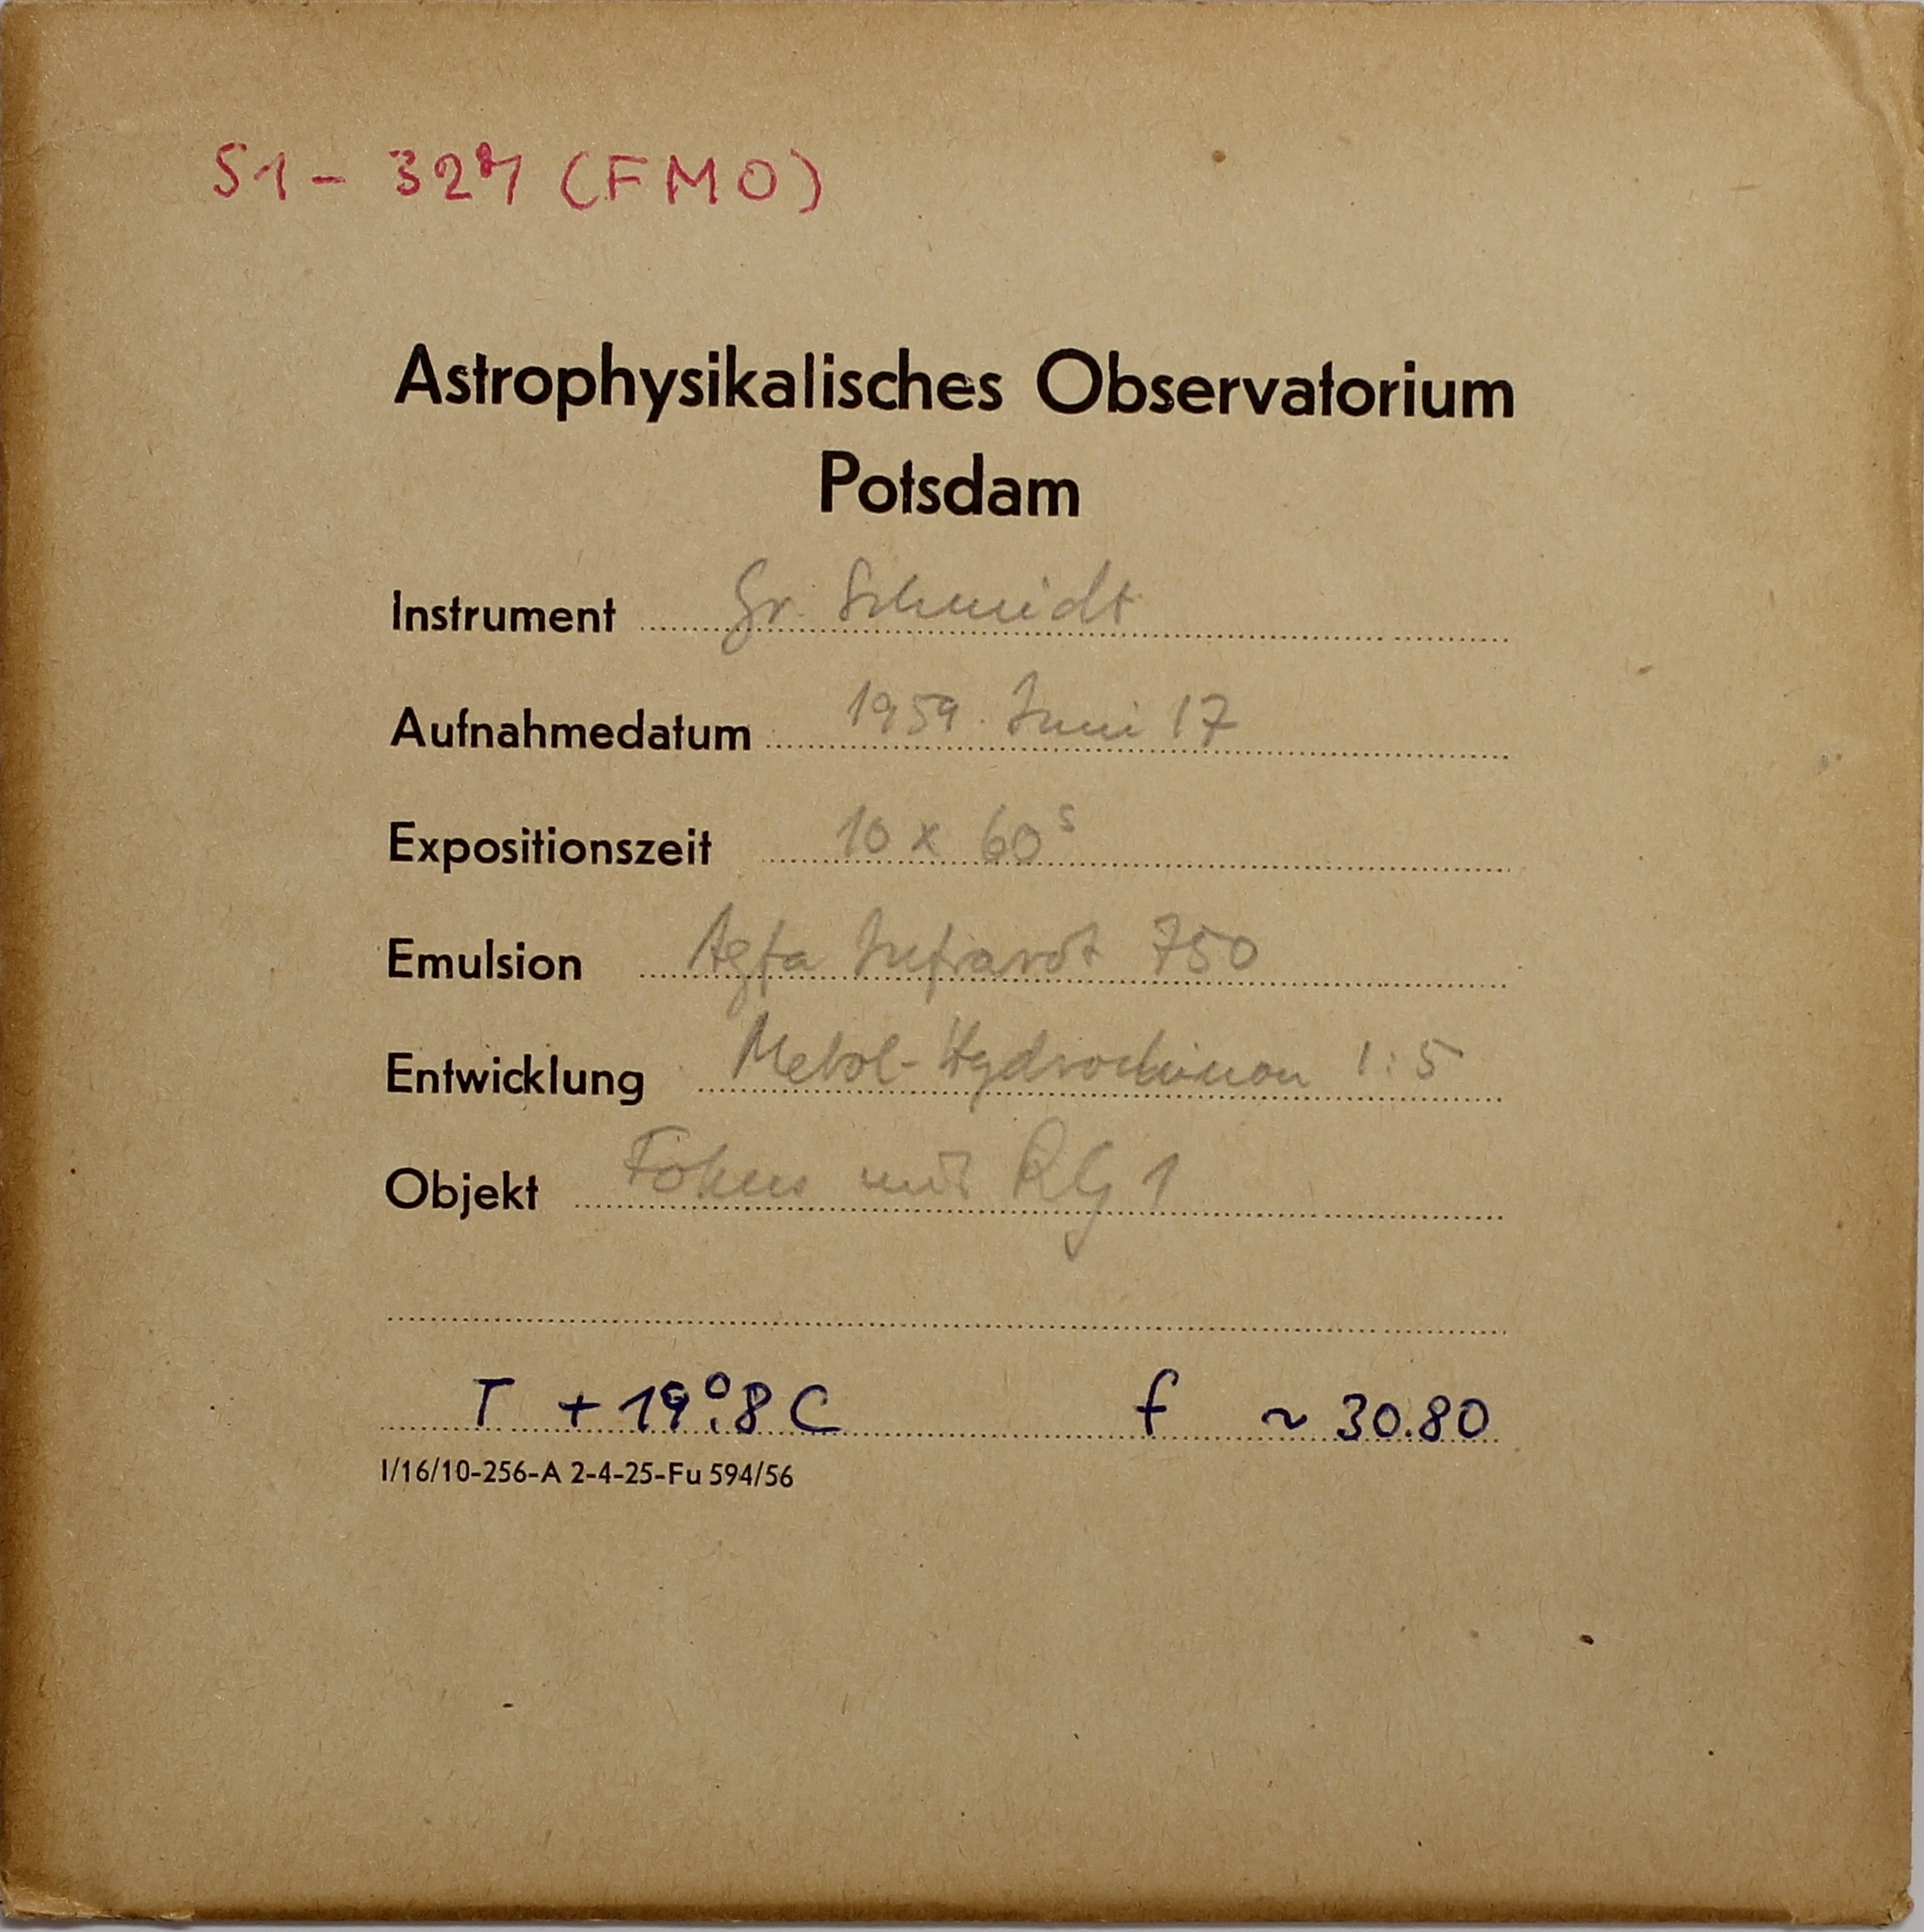 S1 - 327 (FMO)
Astrophysikalisches Observatorium
Potsdam
Instrument Gr. Schmidt
Aufnahmedatum 1959. Juni 17
Expositionszeit 10 x 60ˢ
Emulsion Agfa Infrarot 750
Entwicklung Metol-Hydrochinon 1:5
Objekt Fokus mit RG 1
T + 19°.8 C f ~ 30.80
I/16/10-256-A 2-4-25-Fu 594/56